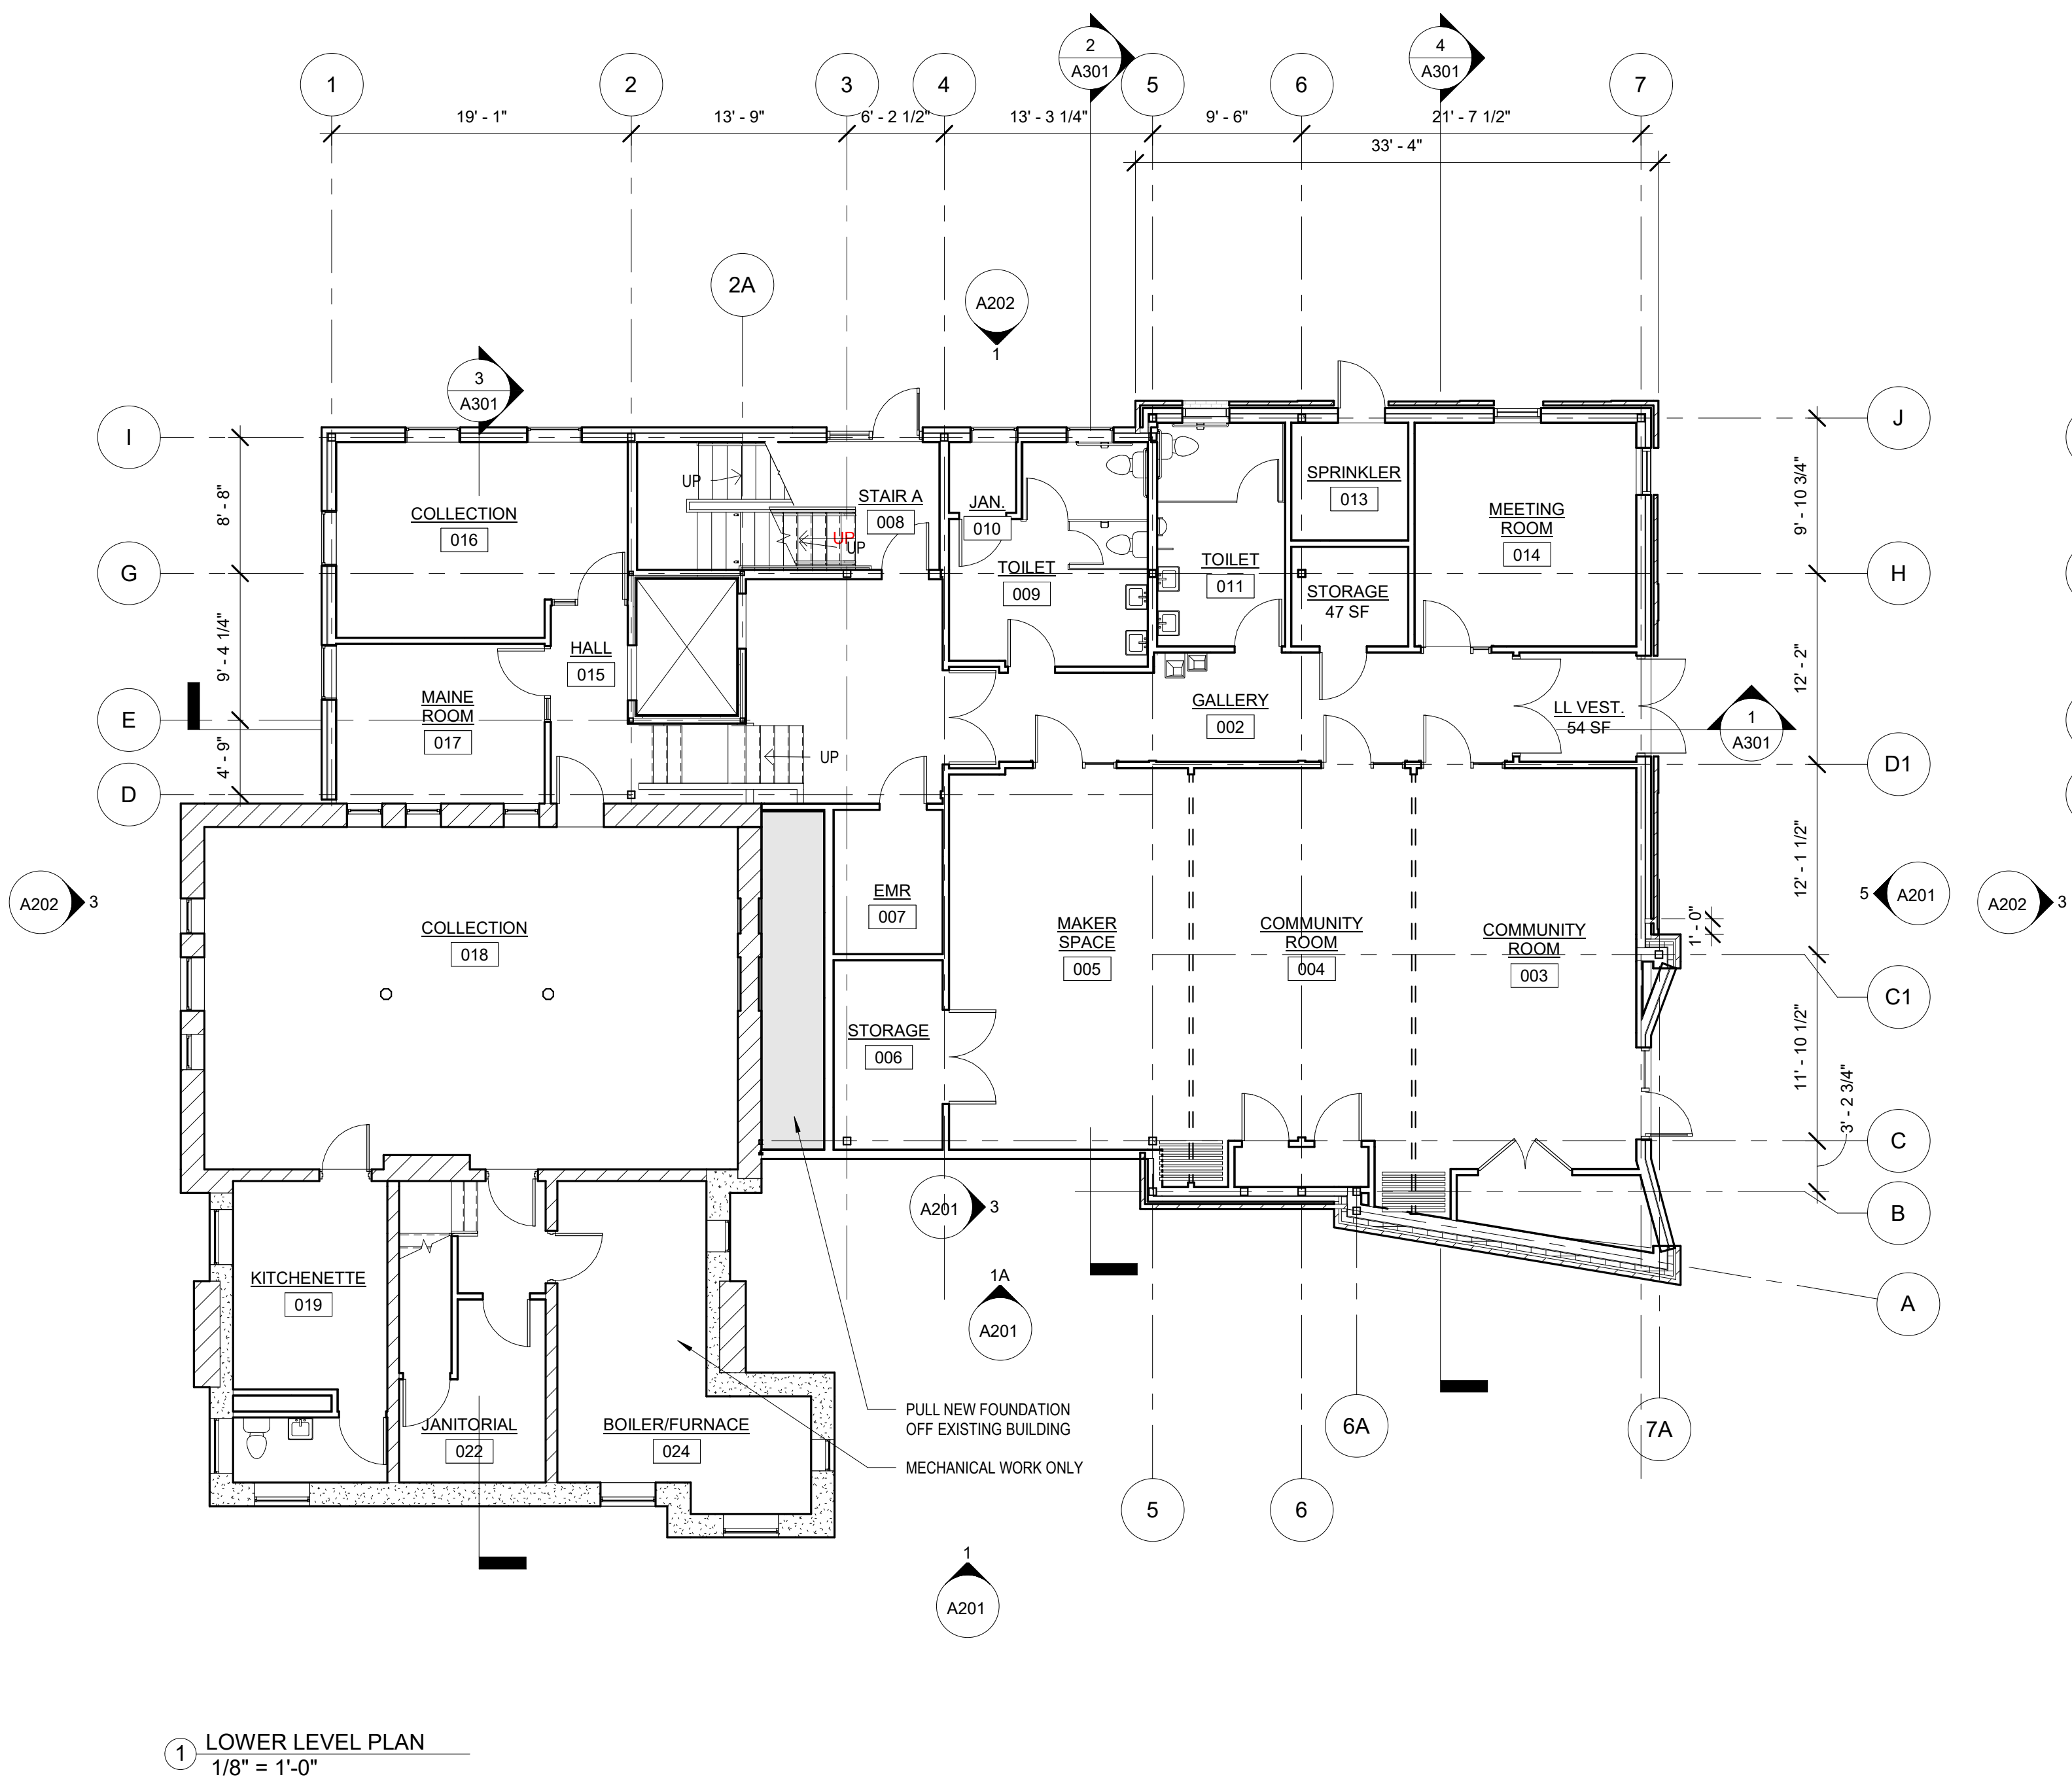 2
A301
4
A301
1
2
3
4
5
6
7
19' - 1"
13' - 9"
6' - 2 1/2"
13' - 3 1/4"
9' - 6"
21' - 7 1/2"
33' - 4"
2A
A202
1
3
A301
I
J
8' - 8"
9' - 10 3/4"
UP
STAIR A
008
JAN.
010
SPRINKLER
013
COLLECTION
016
MEETING
ROOM
014
UP
UP
G
H
TOILET
009
TOILET
011
STORAGE
47 SF
9' - 4 1/4"
HALL
015
12' - 2"
MAINE
ROOM
017
GALLERY
002
LL VEST.
54 SF
1
A301
E
UP
4' - 9"
D
D1
12' - 1 1/2"
A202
3
EMR
007
5
A201
A202
3
COLLECTION
018
MAKER
SPACE
005
COMMUNITY
ROOM
004
COMMUNITY
ROOM
003
1' - 0"
C1
STORAGE
006
11' - 10 1/2"
3' - 2 3/4"
C
A201
3
B
KITCHENETTE
019
1A
A201
A
JANITORIAL
022
BOILER/FURNACE
024
PULL NEW FOUNDATION
OFF EXISTING BUILDING
MECHANICAL WORK ONLY
6A
7A
5
6
1
A201
1
LOWER LEVEL PLAN
1/8" = 1'-0"